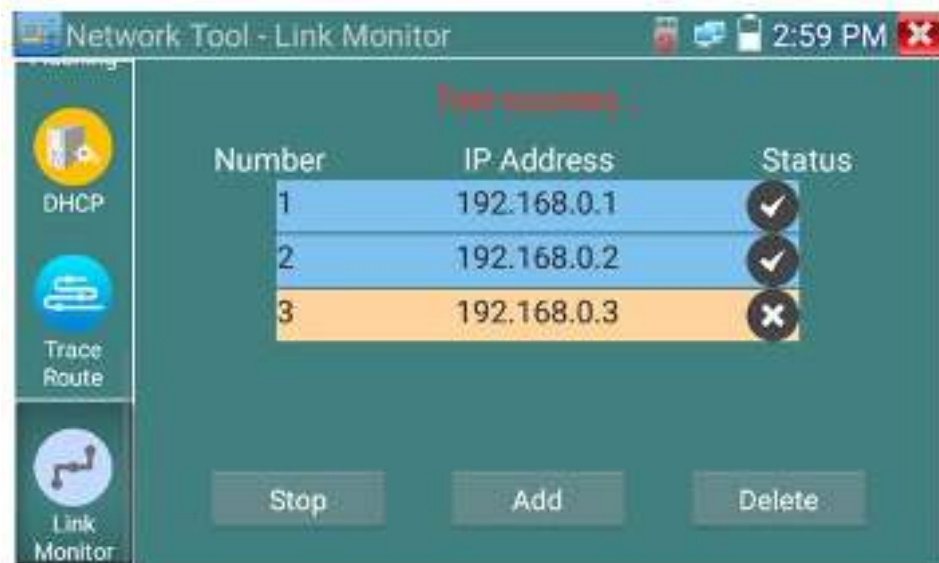 Network Tool - Link Monitor 2:59 PM
DHCP
Trace
Route
Link
Monitor
Number IP Address Status
1 192.168.0.1
2 192.168.0.2
3 192.168.0.3
Stop Add Delete